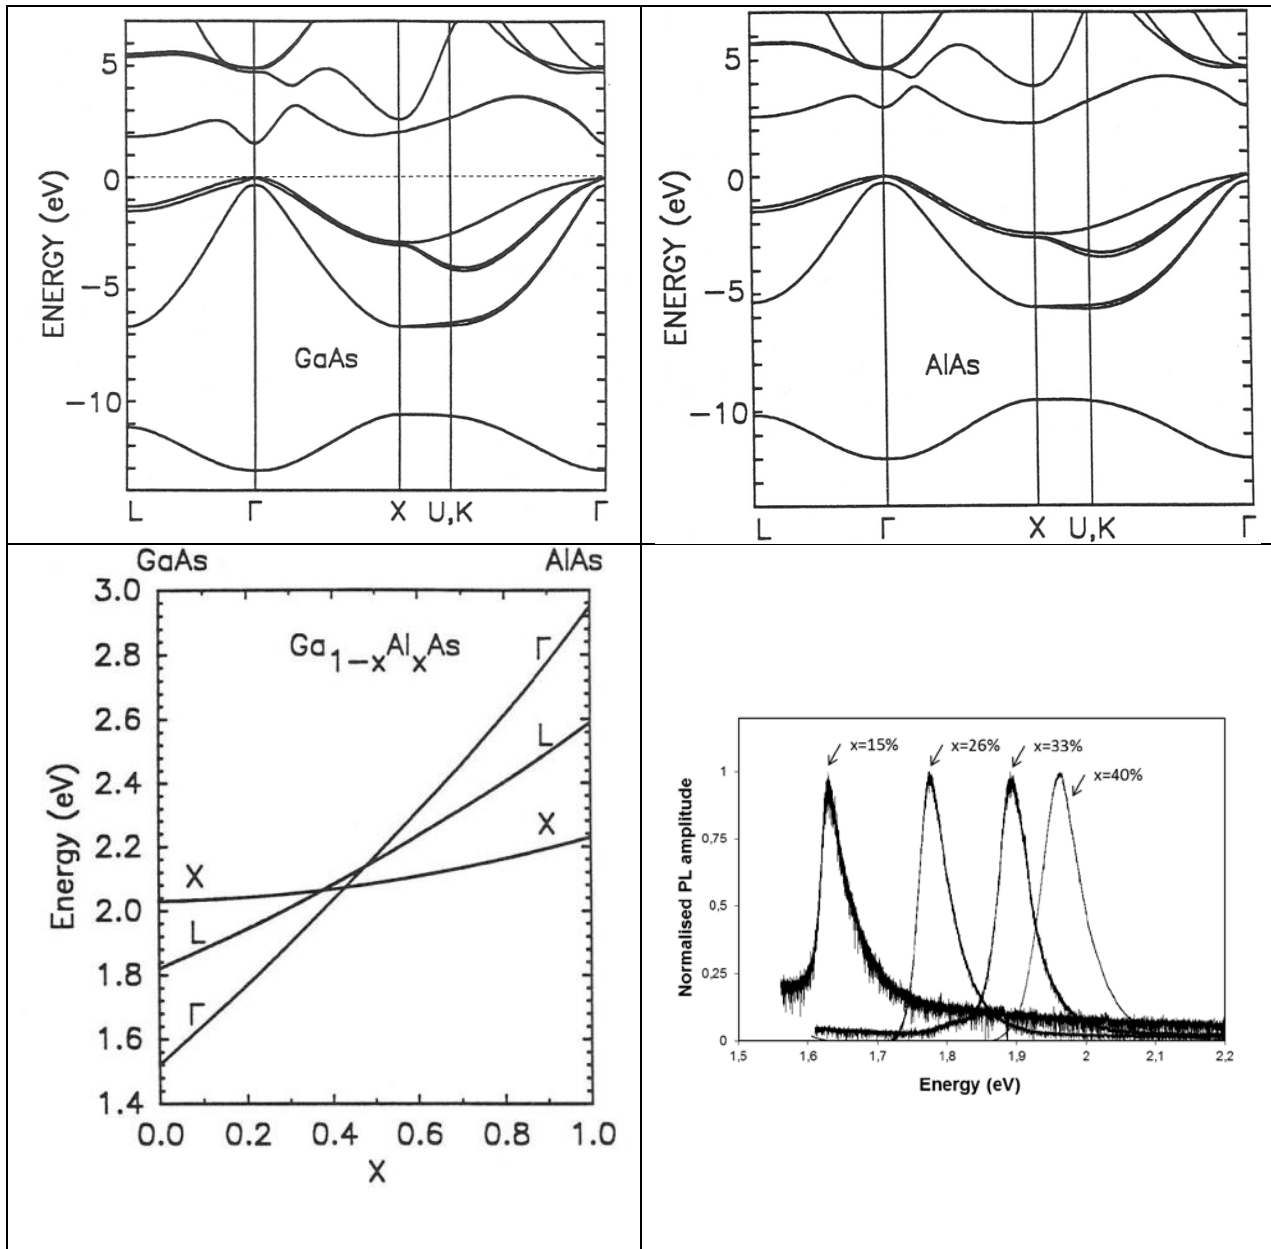 5
0
−5
−10
ENERGY (eV)
GaAs
L Γ X U,K Γ
5
0
−5
−10
ENERGY (eV)
AlAs
L Γ X U,K Γ
GaAs AlAs
3.0
2.8
2.6
2.4
2.2
2.0
1.8
1.6
1.4
Energy (eV)
Ga1−xAlxAs
Γ
L
X
X
L
Γ
0.0 0.2 0.4 0.6 0.8 1.0
X
Normalised PL amplitude
1
0,75
0,5
0,25
0
x=15% x=26% x=33%
x=40%
1,5 1,6 1,7 1,8 1,9 2 2,1 2,2
Energy (eV)